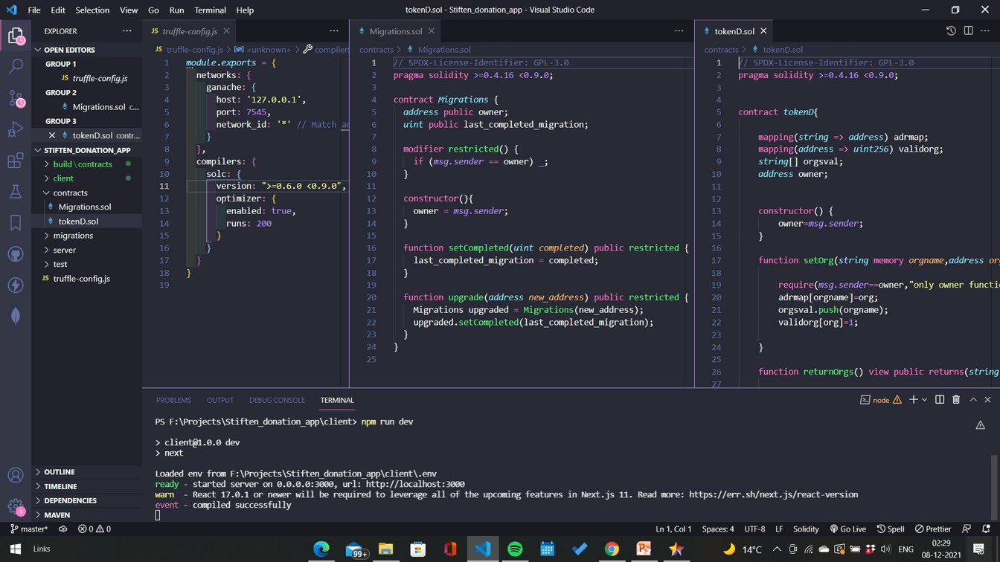 File Edit Selection View Go Run Terminal Help
tokenD.sol - Stiften_donation_app - Visual Studio Code
EXPLORER
OPEN EDITORS
GROUP 1
JS truffle-config.js
GROUP 2
Migrations.sol c...
GROUP 3
tokenD.sol contr...
STIFTEN_DONATION_APP
build\contracts
client
contracts
Migrations.sol
tokenD.sol
migrations
server
test
JS truffle-config.js
OUTLINE
TIMELINE
DEPENDENCIES
MAVEN
JS truffle-config.js
JS truffle-config.js > <unknown> > compilers
1 module.exports = {
2 networks: {
3 ganache: {
4 host: '127.0.0.1',
5 port: 7545,
6 network_id: '*' // Match an
7 }
8 },
9 compilers: {
10 solc: {
11 version: ">=0.6.0 <0.9.0",
12 optimizer: {
13 enabled: true,
14 runs: 200
15 }
16 }
17 }
18 }
19
Migrations.sol
contracts > Migrations.sol
1 // SPDX-License-Identifier: GPL-3.0
2 pragma solidity >=0.4.16 <0.9.0;
3
4 contract Migrations {
5 address public owner;
6 uint public last_completed_migration;
7
8 modifier restricted() {
9 if (msg.sender == owner) _;
10 }
11
12 constructor(){
13 owner = msg.sender;
14 }
15
16 function setCompleted(uint completed) public restricted {
17 last_completed_migration = completed;
18 }
19
20 function upgrade(address new_address) public restricted {
21 Migrations upgraded = Migrations(new_address);
22 upgraded.setCompleted(last_completed_migration);
23 }
24 }
25
tokenD.sol
contracts > tokenD.sol
1 // SPDX-License-Identifier: GPL-3.0
2 pragma solidity >=0.4.16 <0.9.0;
3
4
5 contract tokenD{
6
7 mapping(string => address) adrmap;
8 mapping(address => uint256) validorg;
9 string[] orgsval;
10 address owner;
11
12
13 constructor() {
14 owner=msg.sender;
15 }
16
17 function setOrg(string memory orgname,address or
18
19 require(msg.sender==owner,"only owner functi
20 adrmap[orgname]=org;
21 orgsval.push(orgname);
22 validorg[org]=1;
23
24 }
25
26 function returnOrgs() view public returns(string
27
PROBLEMS OUTPUT DEBUG CONSOLE TERMINAL
node
PS F:\Projects\Stiften_donation_app\client> npm run dev
> client@1.0.0 dev
> next
Loaded env from F:\Projects\Stiften_donation_app\client\.env
ready - started server on 0.0.0.0:3000, url: http://localhost:3000
warn - React 17.0.1 or newer will be required to leverage all of the upcoming features in Next.js 11. Read more: https://err.sh/next.js/react-version
event - compiled successfully
1
master* 0 0
Ln 1, Col 1 Spaces: 4 UTF-8 LF Solidity Go Live Spell Prettier
Links
99+
14°C
ENG
02:29
08-12-2021